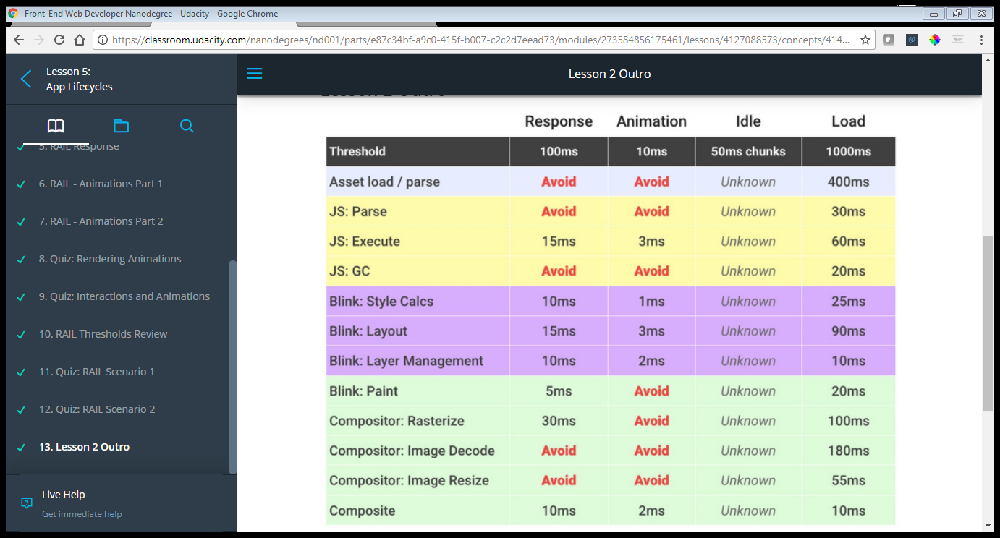 Front-End Web Developer Nanodegree - Udacity - Google Chrome
https://classroom.udacity.com/nanodegrees/nd001/parts/e87c34bf-a9c0-415f-b007-c2c2d7eead73/modules/273584856175461/lessons/4127088573/concepts/414...
Lesson 5:
App Lifecycles
5. RAIL Response
6. RAIL - Animations Part 1
7. RAIL - Animations Part 2
8. Quiz: Rendering Animations
9. Quiz: Interactions and Animations
10. RAIL Thresholds Review
11. Quiz: RAIL Scenario 1
12. Quiz: RAIL Scenario 2
13. Lesson 2 Outro
Live Help
Get immediate help
Lesson 2 Outro
Response Animation Idle Load
Threshold 100ms 10ms 50ms chunks 1000ms
Asset load / parse Avoid Avoid Unknown 400ms
JS: Parse Avoid Avoid Unknown 30ms
JS: Execute 15ms 3ms Unknown 60ms
JS: GC Avoid Avoid Unknown 20ms
Blink: Style Calcs 10ms 1ms Unknown 25ms
Blink: Layout 15ms 3ms Unknown 90ms
Blink: Layer Management 10ms 2ms Unknown 10ms
Blink: Paint 5ms Avoid Unknown 20ms
Compositor: Rasterize 30ms Avoid Unknown 100ms
Compositor: Image Decode Avoid Avoid Unknown 180ms
Compositor: Image Resize Avoid Avoid Unknown 55ms
Composite 10ms 2ms Unknown 10ms